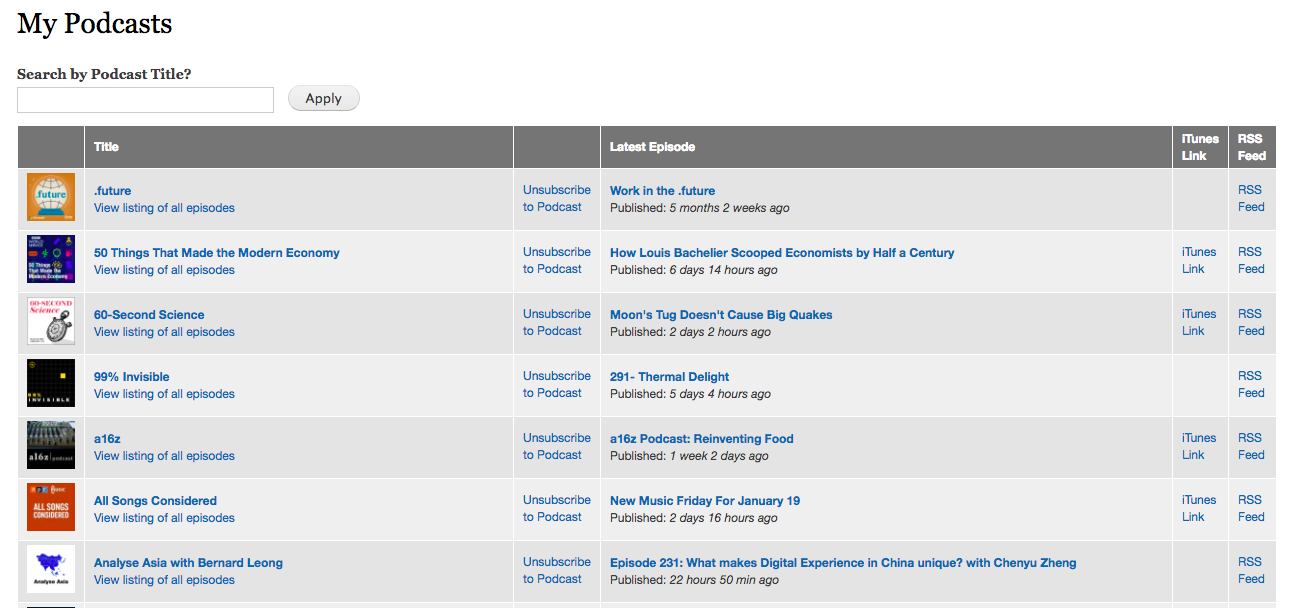 My Podcasts
Search by Podcast Title?
Apply
Title
Latest Episode
iTunes
Link
RSS
Feed
.future
.future
View listing of all episodes
Unsubscribe
to Podcast
Work in the .future
Published: 5 months 2 weeks ago
RSS
Feed
50 Things
That Made the
Modern Economy
50 Things That Made the Modern Economy
View listing of all episodes
Unsubscribe
to Podcast
How Louis Bachelier Scooped Economists by Half a Century
Published: 6 days 14 hours ago
iTunes
Link
RSS
Feed
60-SECOND
Science
60-Second Science
View listing of all episodes
Unsubscribe
to Podcast
Moon's Tug Doesn't Cause Big Quakes
Published: 2 days 2 hours ago
iTunes
Link
RSS
Feed
99%
INVISIBLE
99% Invisible
View listing of all episodes
Unsubscribe
to Podcast
291- Thermal Delight
Published: 5 days 4 hours ago
RSS
Feed
a16z podcast
a16z
View listing of all episodes
Unsubscribe
to Podcast
a16z Podcast: Reinventing Food
Published: 1 week 2 days ago
iTunes
Link
RSS
Feed
npr music
ALL SONGS
CONSIDERED
All Songs Considered
View listing of all episodes
Unsubscribe
to Podcast
New Music Friday For January 19
Published: 2 days 16 hours ago
iTunes
Link
RSS
Feed
Analyse Asia
Analyse Asia with Bernard Leong
View listing of all episodes
Unsubscribe
to Podcast
Episode 231: What makes Digital Experience in China unique? with Chenyu Zheng
Published: 22 hours 50 min ago
RSS
Feed